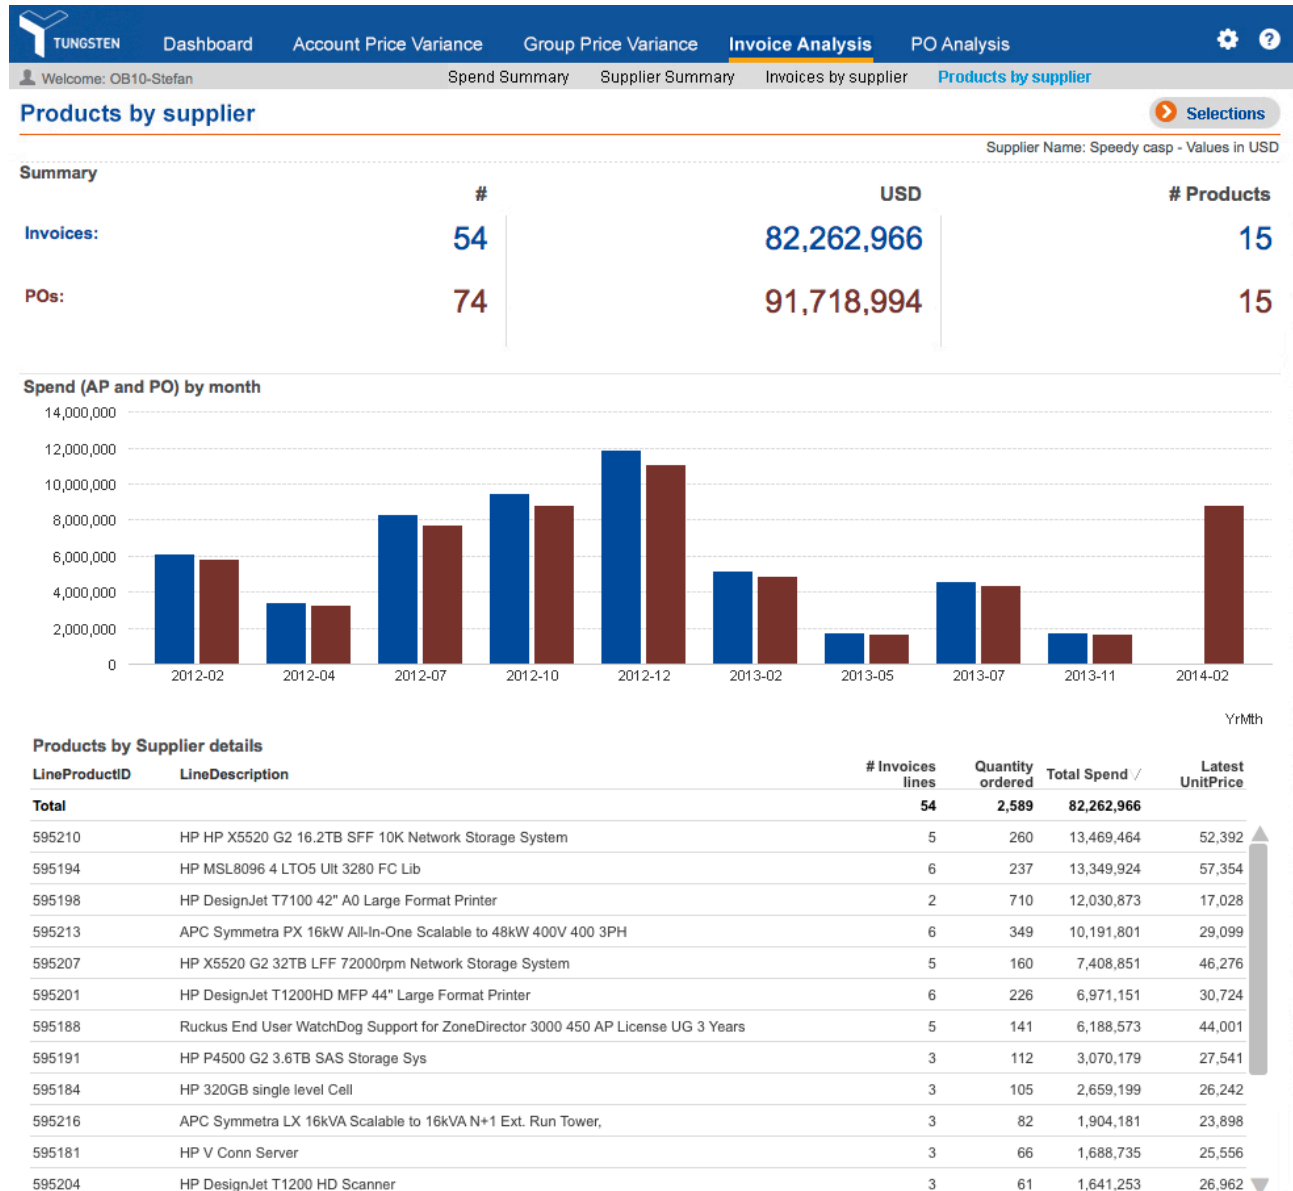 TUNGSTEN Dashboard Account Price Variance Group Price Variance Invoice Analysis PO Analysis ?
Welcome: OB10-Stefan Spend Summary Supplier Summary Invoices by supplier Products by supplier
Products by supplier Selections
Supplier Name: Speedy casp - Values in USD
Summary
# USD # Products
Invoices: 54 82,262,966 15
POs: 74 91,718,994 15
Spend (AP and PO) by month
14,000,000
12,000,000
10,000,000
8,000,000
6,000,000
4,000,000
2,000,000
0
2012-02 2012-04 2012-07 2012-10 2012-12 2013-02 2013-05 2013-07 2013-11 2014-02
YrMth
Products by Supplier details
LineProductID LineDescription # Invoices lines Quantity ordered Total Spend Latest UnitPrice
Total 54 2,589 82,262,966
595210 HP HP X5520 G2 16.2TB SFF 10K Network Storage System 5 260 13,469,464 52,392
595194 HP MSL8096 4 LTO5 Ult 3280 FC Lib 6 237 13,349,924 57,354
595198 HP DesignJet T7100 42" A0 Large Format Printer 2 710 12,030,873 17,028
595213 APC Symmetra PX 16kW All-In-One Scalable to 48kW 400V 400 3PH 6 349 10,191,801 29,099
595207 HP X5520 G2 32TB LFF 72000rpm Network Storage System 5 160 7,408,851 46,276
595201 HP DesignJet T1200HD MFP 44" Large Format Printer 6 226 6,971,151 30,724
595188 Ruckus End User WatchDog Support for ZoneDirector 3000 450 AP License UG 3 Years 5 141 6,188,573 44,001
595191 HP P4500 G2 3.6TB SAS Storage Sys 3 112 3,070,179 27,541
595184 HP 320GB single level Cell 3 105 2,659,199 26,242
595216 APC Symmetra LX 16kVA Scalable to 16kVA N+1 Ext. Run Tower, 3 82 1,904,181 23,898
595181 HP V Conn Server 3 66 1,688,735 25,556
595204 HP DesignJet T1200 HD Scanner 3 61 1,641,253 26,962